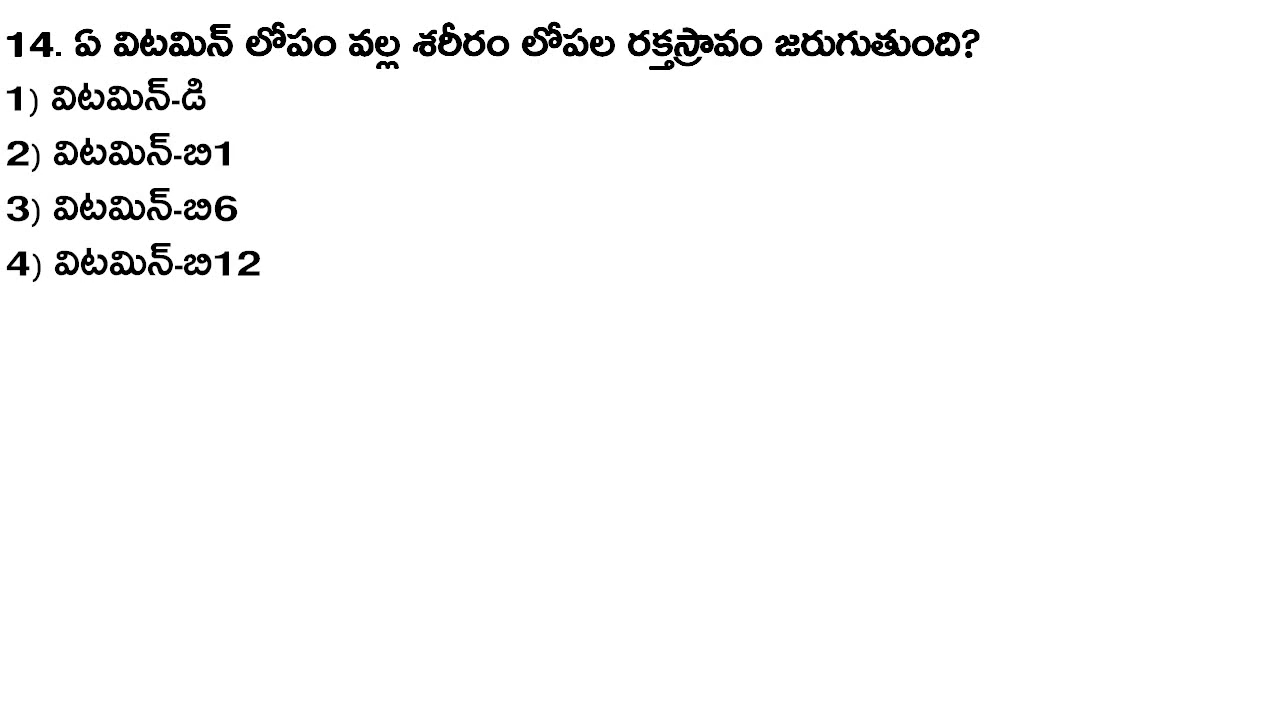 14. ఏ విటమిన్ లోపం వల్ల శరీరం లోపల రక్తస్రావం జరుగుతుంది?
1) విటమిన్-డి
2) విటమిన్-బి1
3) విటమిన్-బి6
4) విటమిన్-బి12